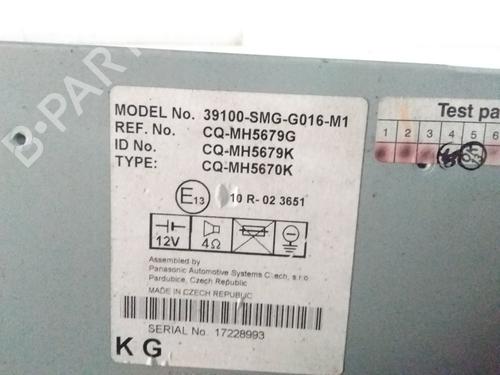 B-PARTS
MODEL No. 39100-SMG-G016-M1
REF. No. CQ-MH5679G
ID No. CQ-MH5679K
TYPE: CQ-MH5670K
E13 10 R- 02 3651
12V 4Ω
Assembled by
Panasonic Automotive Systems Czech, s.r.o
Pardubice, Czech Republic
MADE IN CZECH REPUBLIC
SERIAL No. 17228993
K G
Test pa
1 2 3 4 5 6